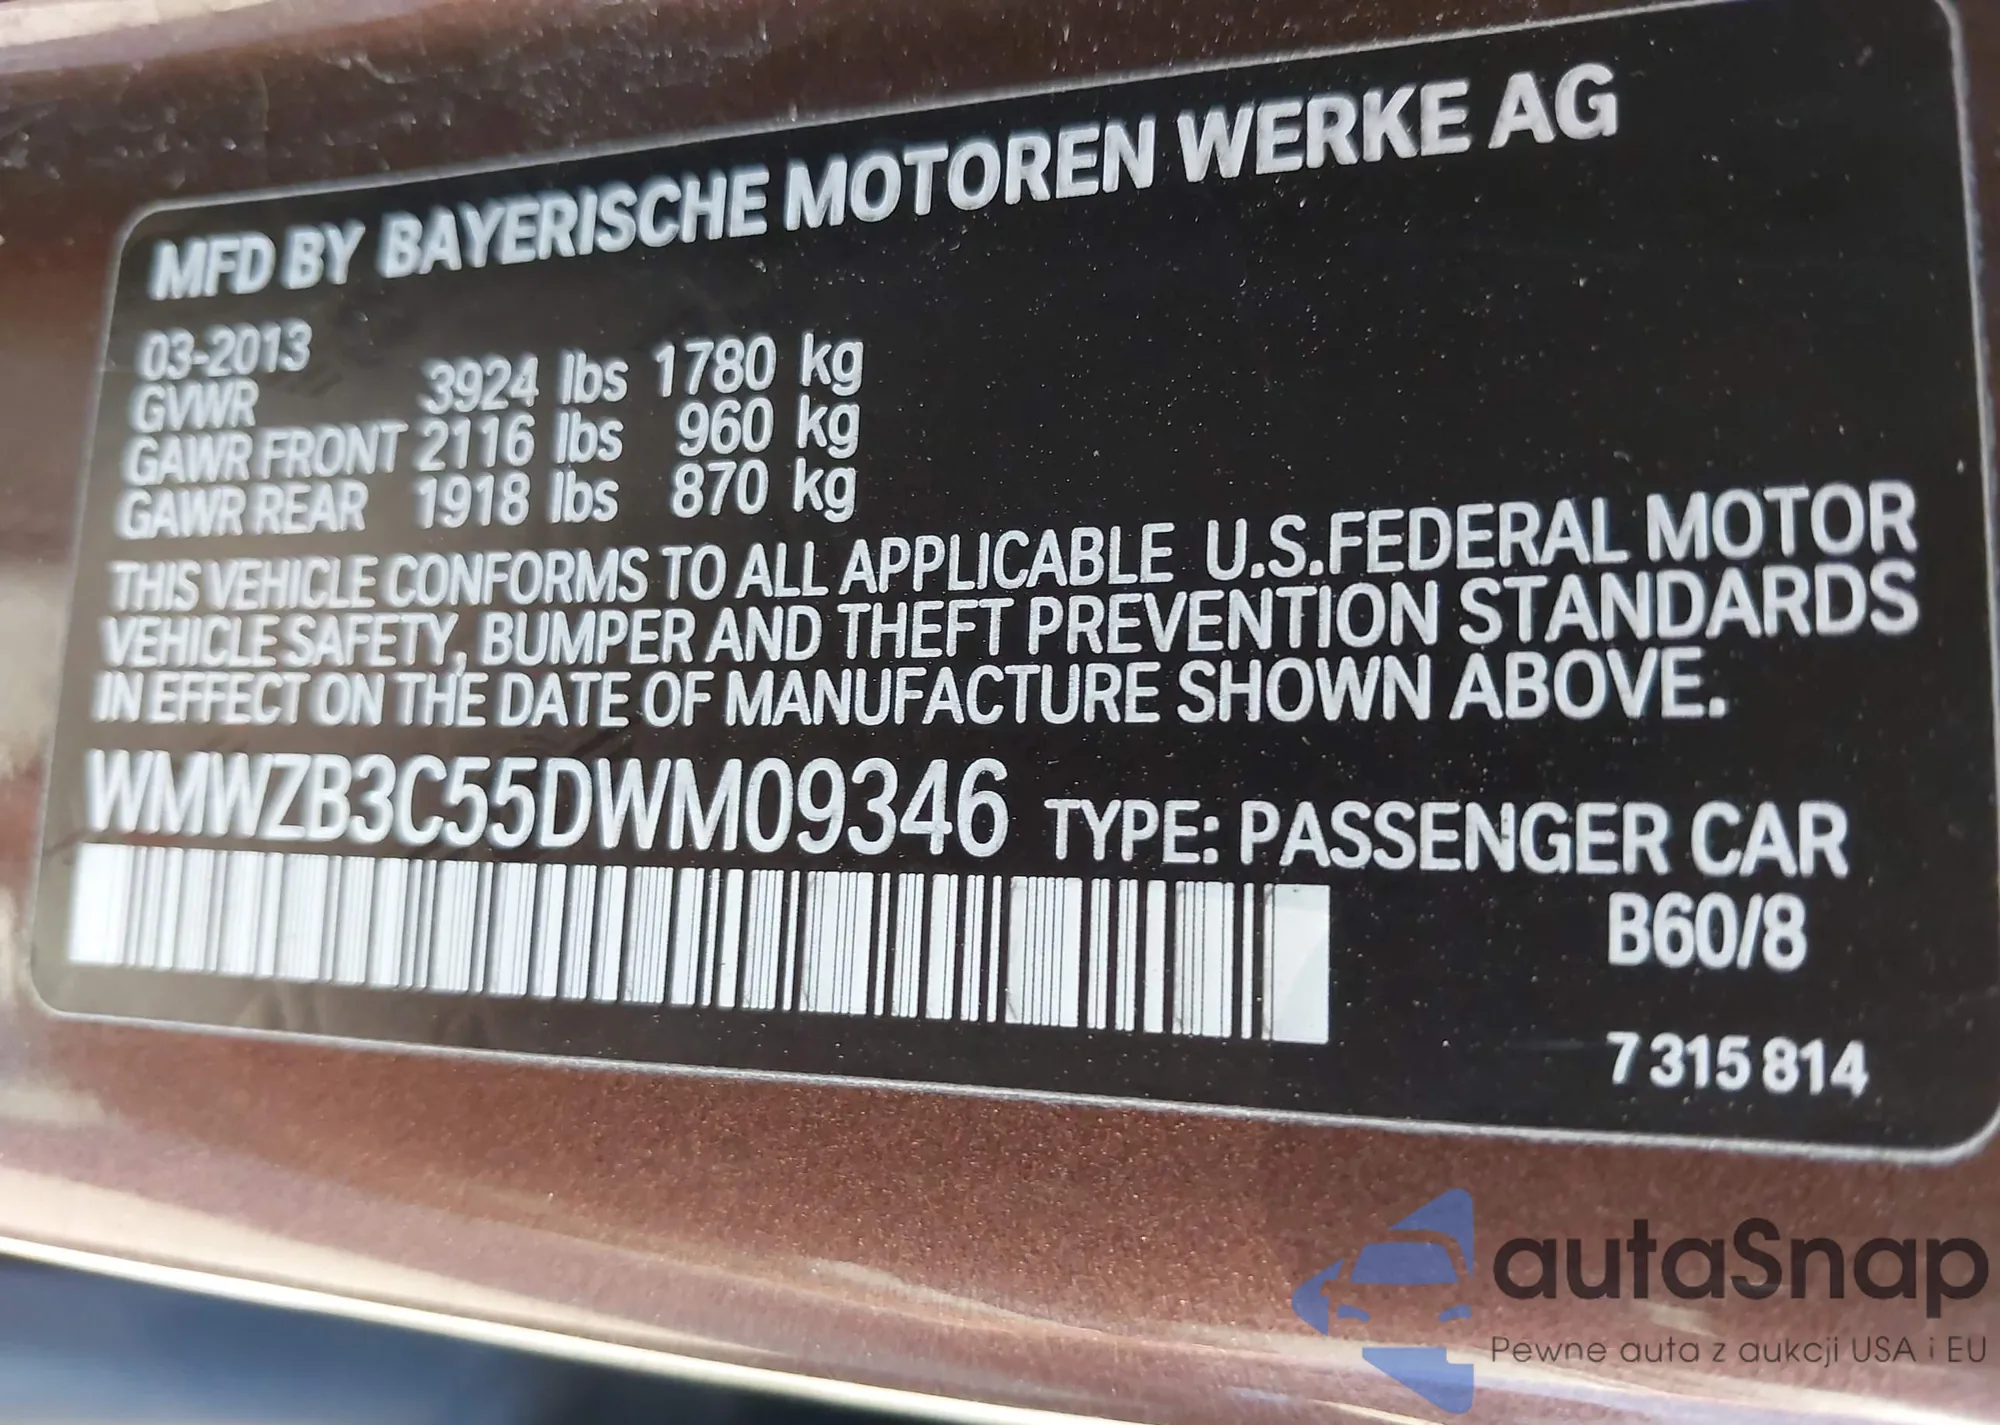 MFD BY BAYERISCHE MOTOREN WERKE AG
03-2013
GVWR 3924 lbs 1780 kg
GAWR FRONT 2116 lbs 960 kg
GAWR REAR 1918 lbs 870 kg
THIS VEHICLE CONFORMS TO ALL APPLICABLE U.S.FEDERAL MOTOR
VEHICLE SAFETY, BUMPER AND THEFT PREVENTION STANDARDS
IN EFFECT ON THE DATE OF MANUFACTURE SHOWN ABOVE.
WMWZB3C55DWM09346 TYPE: PASSENGER CAR
B60/8
7 315 814
autaSnap
Pewne auta z aukcji USA i EU